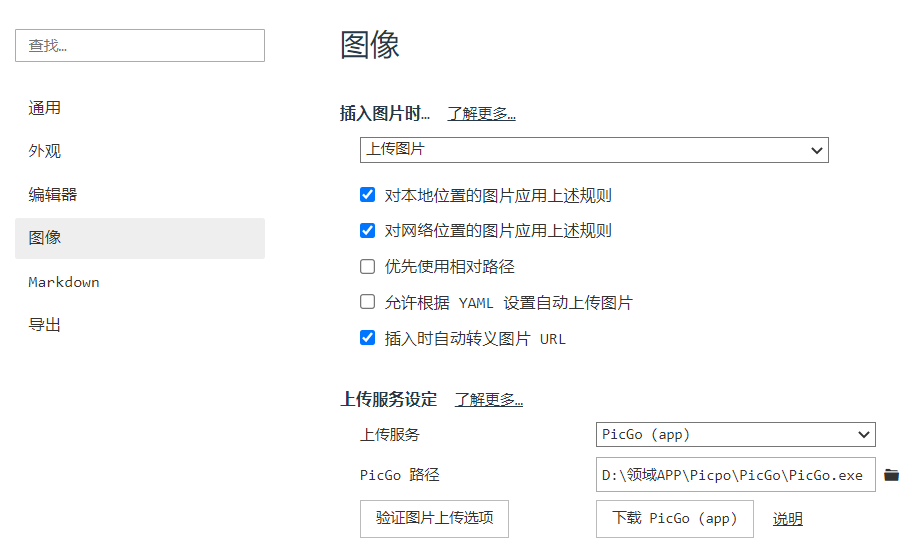 查找…
通用
外观
编辑器
图像
Markdown
导出
图像
插入图片时… 了解更多…
上传图片
对本地位置的图片应用上述规则
对网络位置的图片应用上述规则
优先使用相对路径
允许根据 YAML 设置自动上传图片
插入时自动转义图片 URL
上传服务设定 了解更多…
上传服务 PicGo (app)
PicGo 路径 D:\领域APP\Picpo\PicGo\PicGo.exe
验证图片上传选项 下载 PicGo (app) 说明